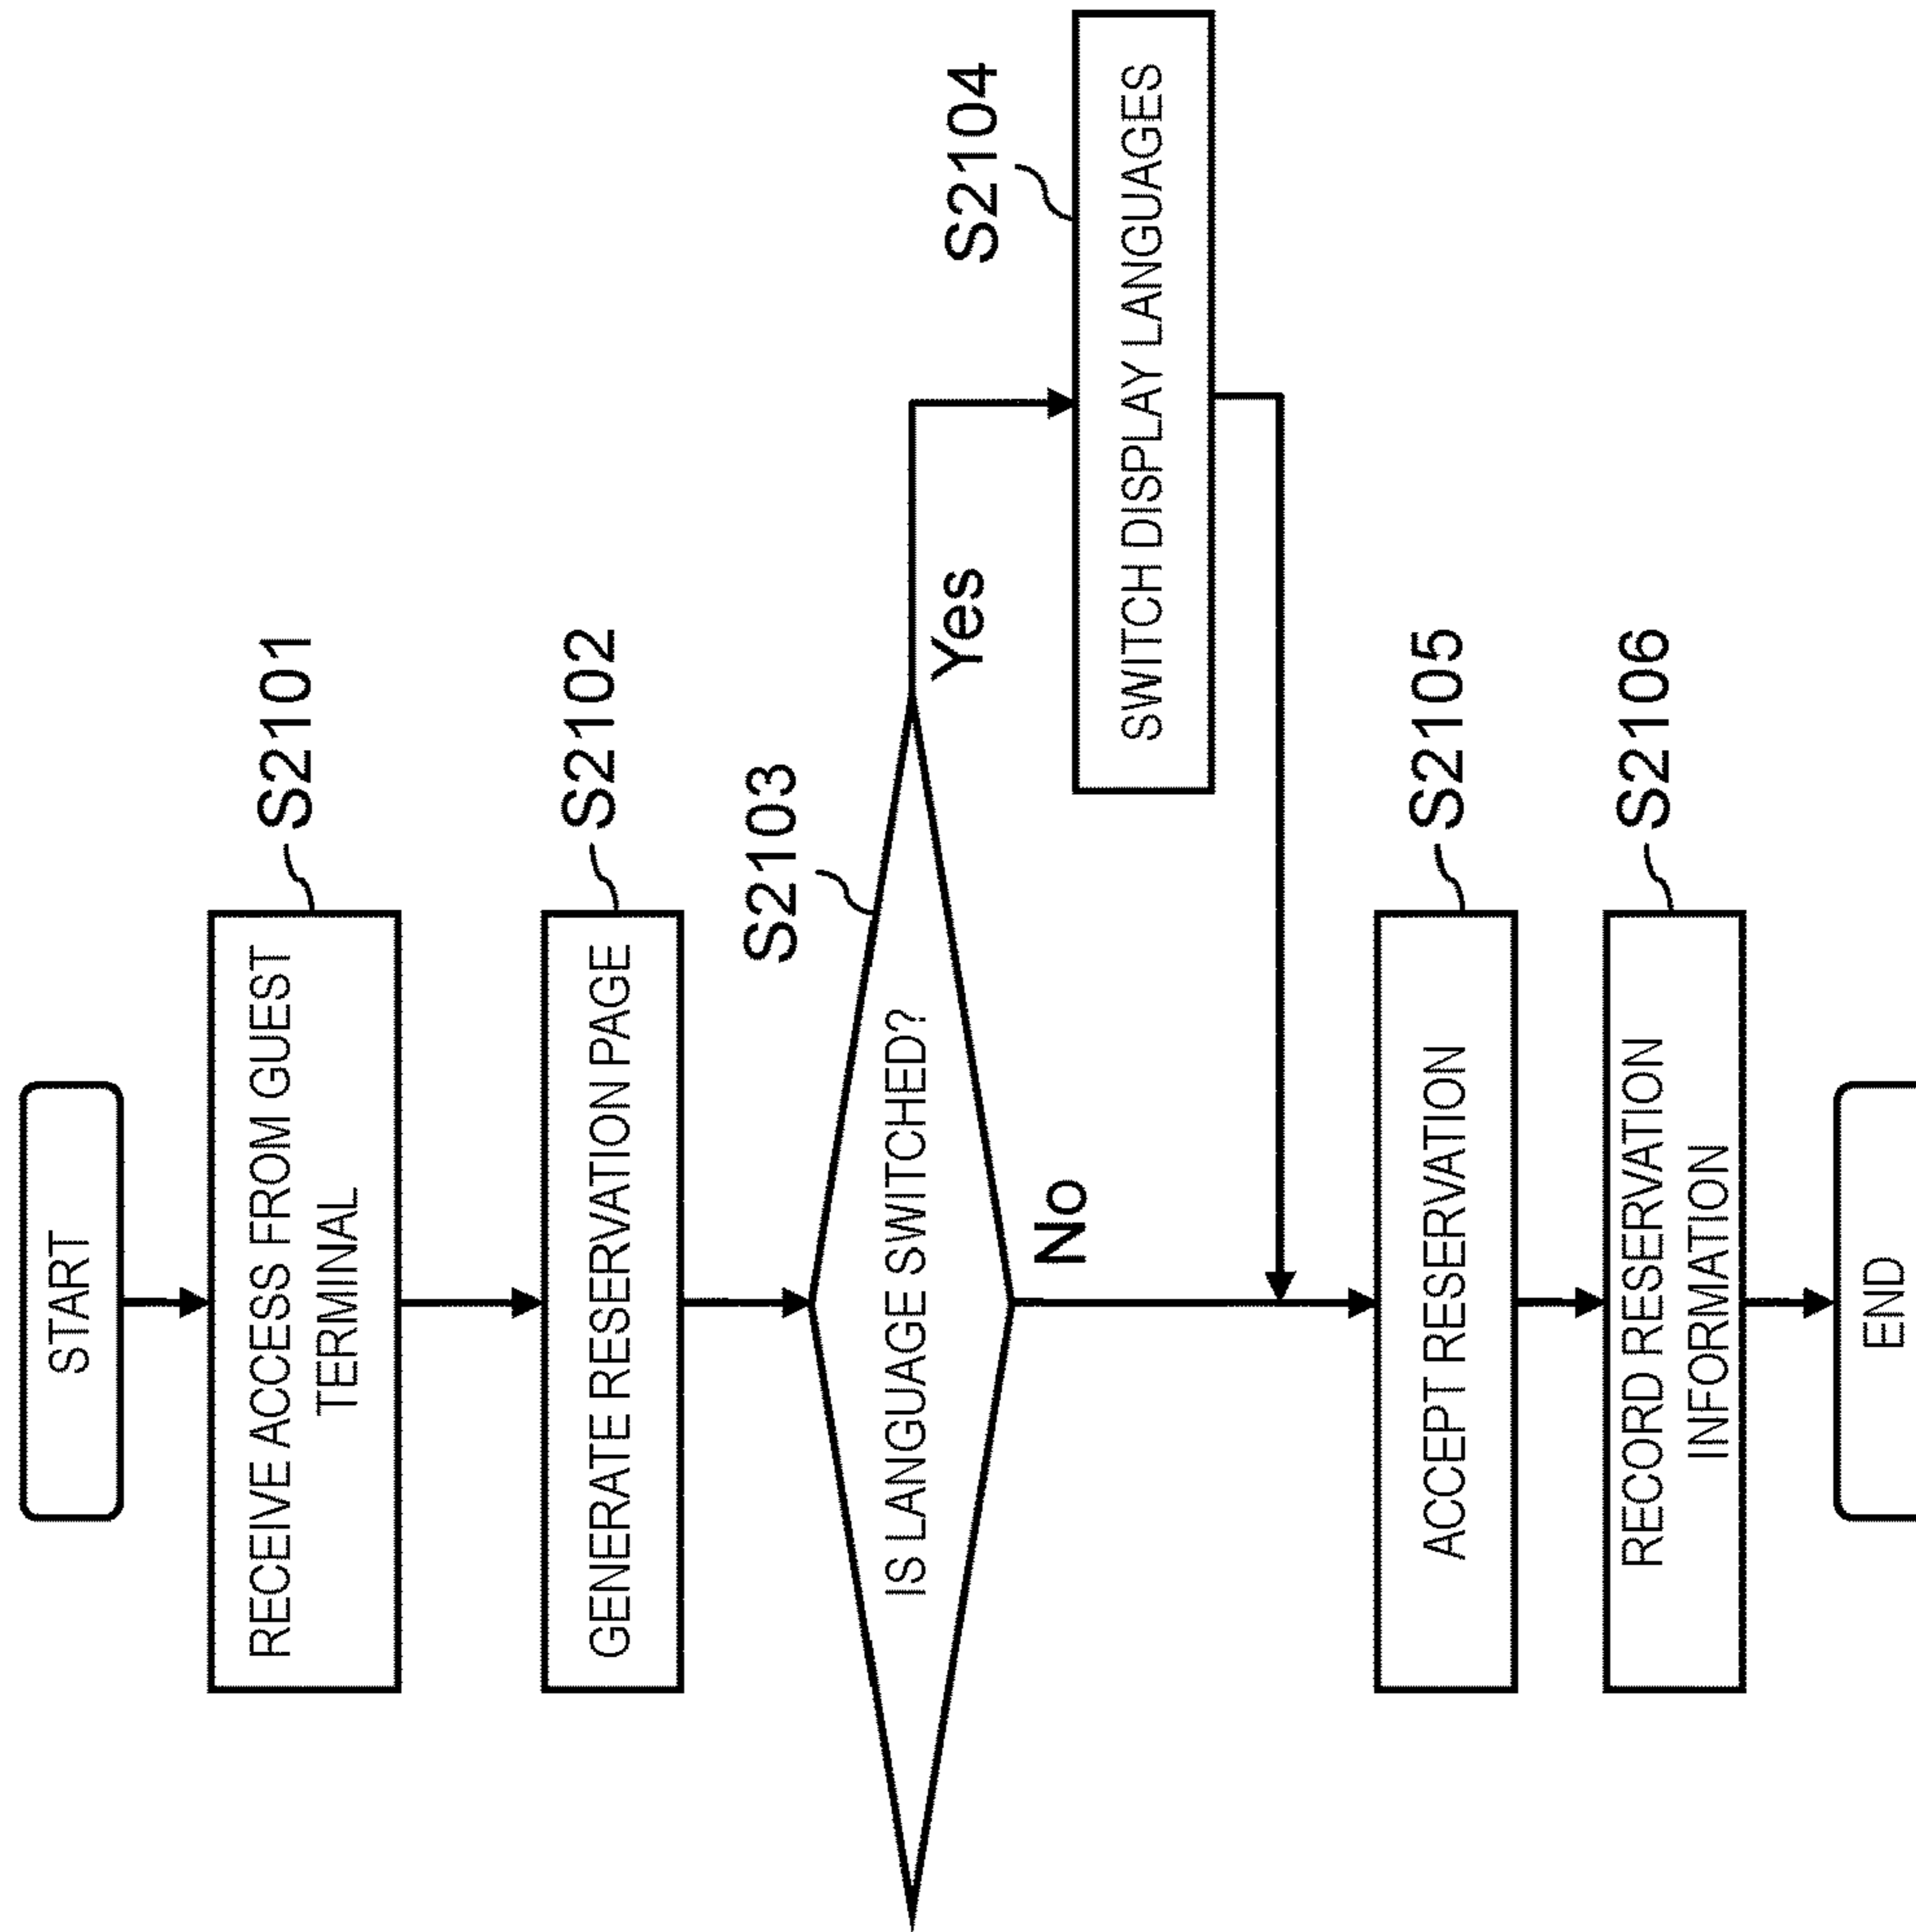 START
RECEIVE ACCESS FROM GUEST
TERMINAL
S2101
GENERATE RESERVATION PAGE
S2102
IS LANGUAGE SWITCHED?
S2103
Yes
SWITCH DISPLAY LANGUAGES
S2104
No
ACCEPT RESERVATION
S2105
RECORD RESERVATION
INFORMATION
S2106
END